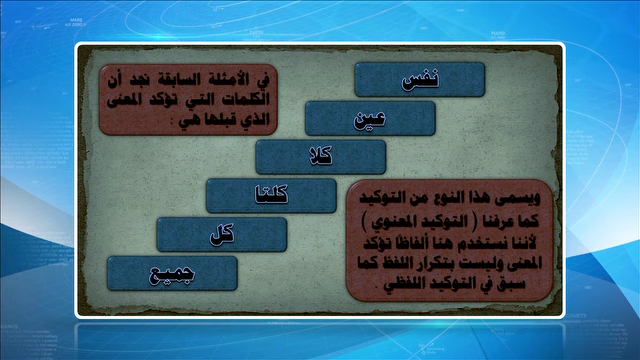 في الأمثلة السابقة نجد أن
الكلمات التي تؤكد المعنى
الذي قبلها هي :
نفس
عين
كلا
كلتا
كل
جميع
ويسمى هذا النوع من التوكيد
كما عرفنا ( التوكيد المعنوي )
لأننا نستخدم هنا ألفاظا تؤكد
المعنى وليست بتكرار اللفظ كما
سبق في التوكيد اللفظي .